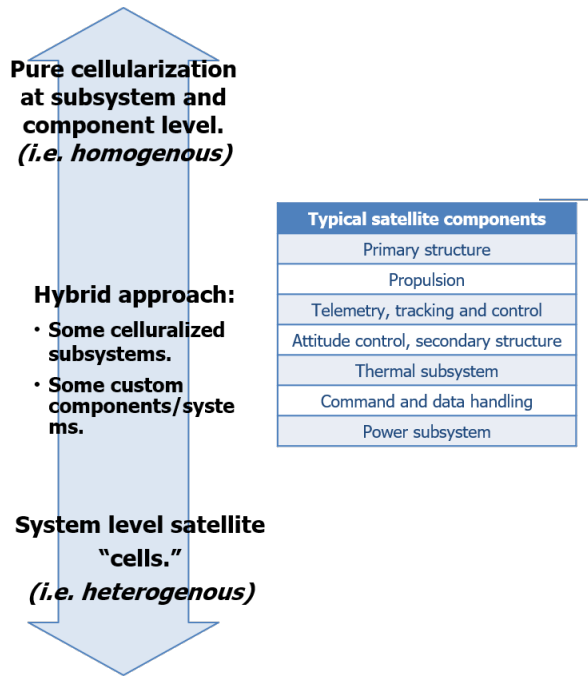 Pure cellularization
at subsystem and
component level.
(i.e. homogenous)
Hybrid approach:
• Some celluralized
subsystems.
• Some custom
components/syste
ms.
System level satellite
“cells.”
(i.e. heterogenous)
Typical satellite components
Primary structure
Propulsion
Telemetry, tracking and control
Attitude control, secondary structure
Thermal subsystem
Command and data handling
Power subsystem